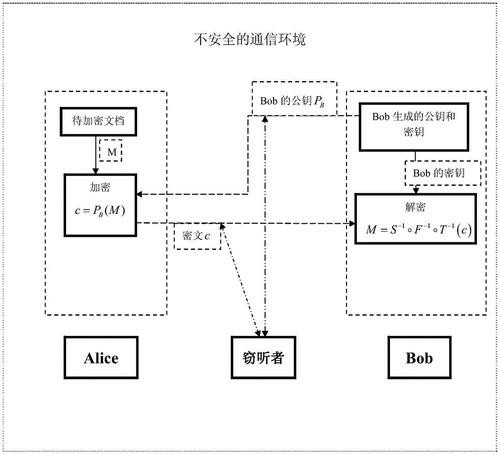 不安全的通信环境
Bob 的公钥 P_B
待加密文档
Bob 生成的公钥和
密钥
M
Bob 的密钥
加密
c = P_B(M)
解密
M = S⁻¹∘F⁻¹∘T⁻¹(c)
密文 c
Alice
窃听者
Bob